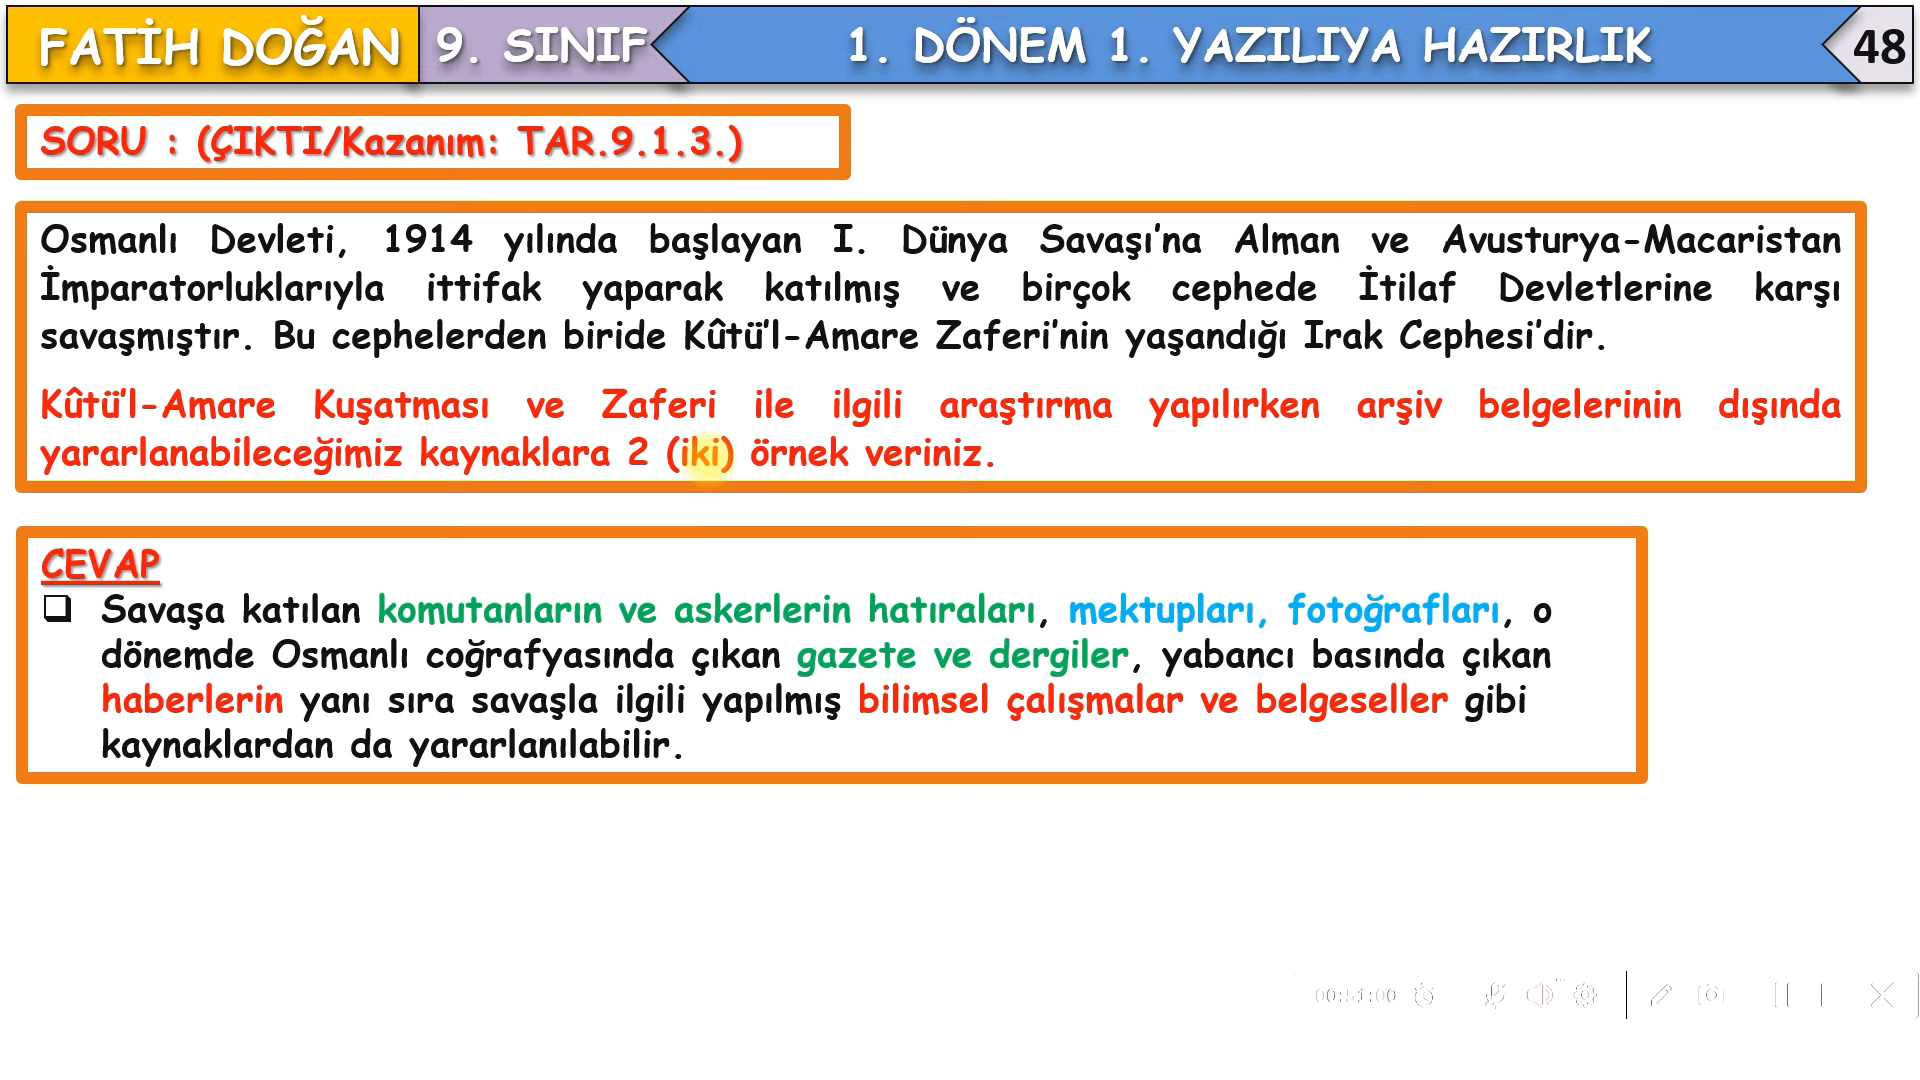 FATİH DOĞAN 9. SINIF 1. DÖNEM 1. YAZILIYA HAZIRLIK 48
SORU : (ÇIKTI/Kazanım: TAR.9.1.3.)
Osmanlı Devleti, 1914 yılında başlayan I. Dünya Savaşı’na Alman ve Avusturya-Macaristan
İmparatorluklarıyla ittifak yaparak katılmış ve birçok cephede İtilaf Devletlerine karşı
savaşmıştır. Bu cephelerden biride Kûtü’l-Amare Zaferi’nin yaşandığı Irak Cephesi’dir.
Kûtü’l-Amare Kuşatması ve Zaferi ile ilgili araştırma yapılırken arşiv belgelerinin dışında
yararlanabileceğimiz kaynaklara 2 (iki) örnek veriniz.
CEVAP
Savaşa katılan komutanların ve askerlerin hatıraları, mektupları, fotoğrafları, o
dönemde Osmanlı coğrafyasında çıkan gazete ve dergiler, yabancı basında çıkan
haberlerin yanı sıra savaşla ilgili yapılmış bilimsel çalışmalar ve belgeseller gibi
kaynaklardan da yararlanılabilir.